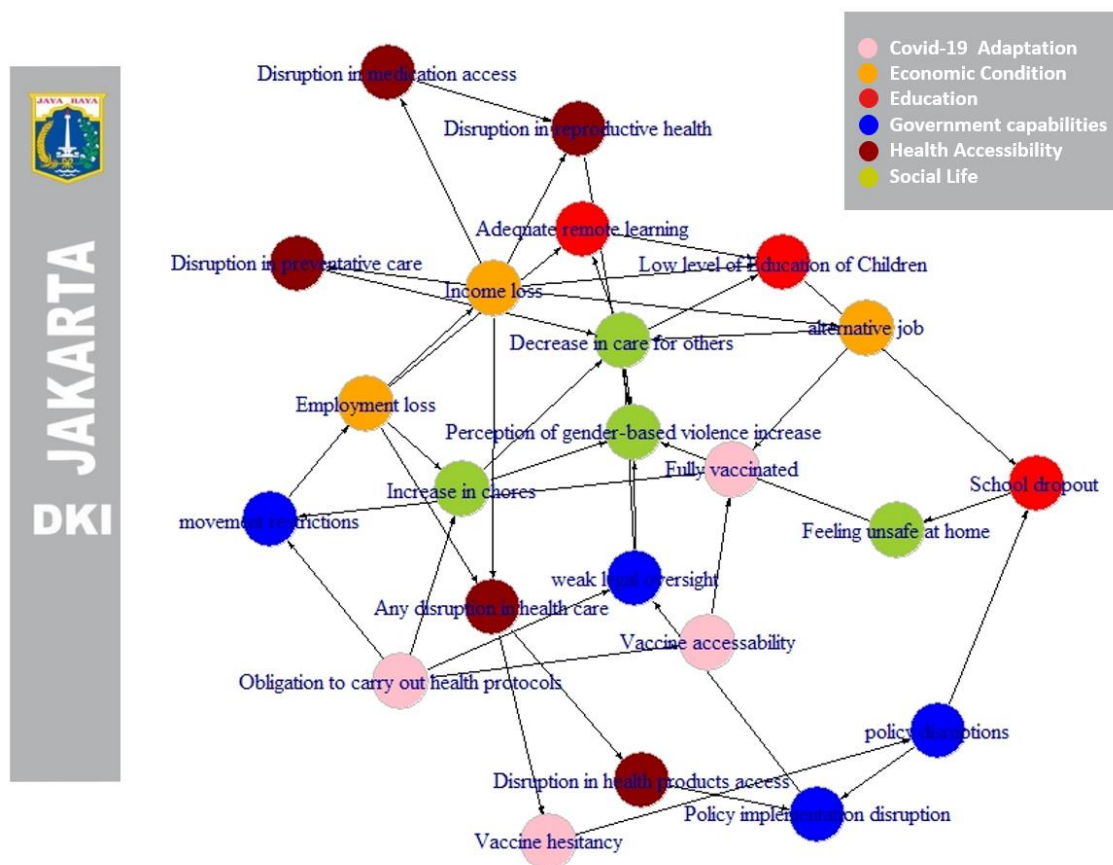 JAYA RAYA
DKI JAKARTA
Covid-19 Adaptation
Economic Condition
Education
Government capabilities
Health Accessibility
Social Life
Disruption in medication access
Disruption in reproductive health
Adequate remote learning
Disruption in preventative care
Low level of Education of Children
Income loss
alternative job
Decrease in care for others
Employment loss
Perception of gender-based violence increase
Fully vaccinated
Increase in chores
School dropout
movement restrictions
Feeling unsafe at home
weak legal oversight
Any disruption in health care
Vaccine accessability
Obligation to carry out health protocols
policy disruptions
Disruption in health products access
Policy implementation disruption
Vaccine hesitancy